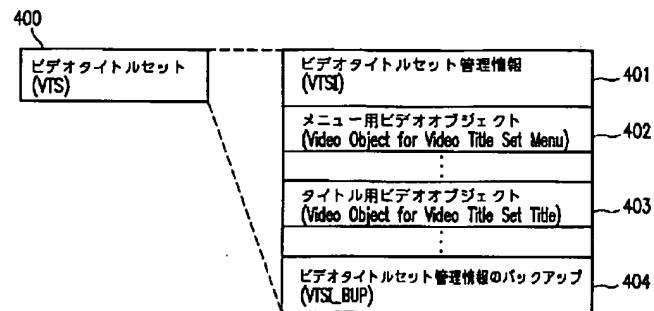 400
ビデオタイトルセット
(VTS)
ビデオタイトルセット管理情報
(VTSI)
401
メニュー用ビデオオブジェクト
(Video Object for Video Title Set Menu)
402
タイトル用ビデオオブジェクト
(Video Object for Video Title Set Title)
403
ビデオタイトルセット管理情報のバックアップ
(VTSI_BUP)
404